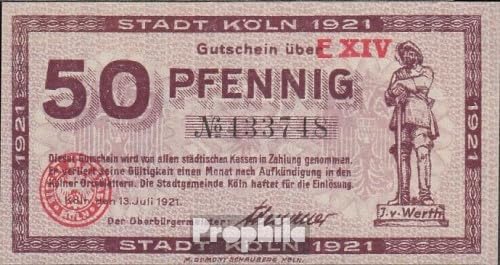 STADT KÖLN 1921
Gutschein über E XIV
50 PFENNIG
№ 433748
Dieser Gutschein wird von allen städtischen Kassen in Zahlung genommen.
Er verliert seine Gültigkeit einen Monat nach Aufkündigung in den
Kölner Ortsblättern. Die Stadtgemeinde Köln haftet für die Einlösung.
Köln, den 13. Juli 1921.
Der Oberbürgermeister
J. v. Werth
Prophila
STADT KÖLN 1921
M. DUMONT SCHAUBERG, KÖLN.
1921
1921